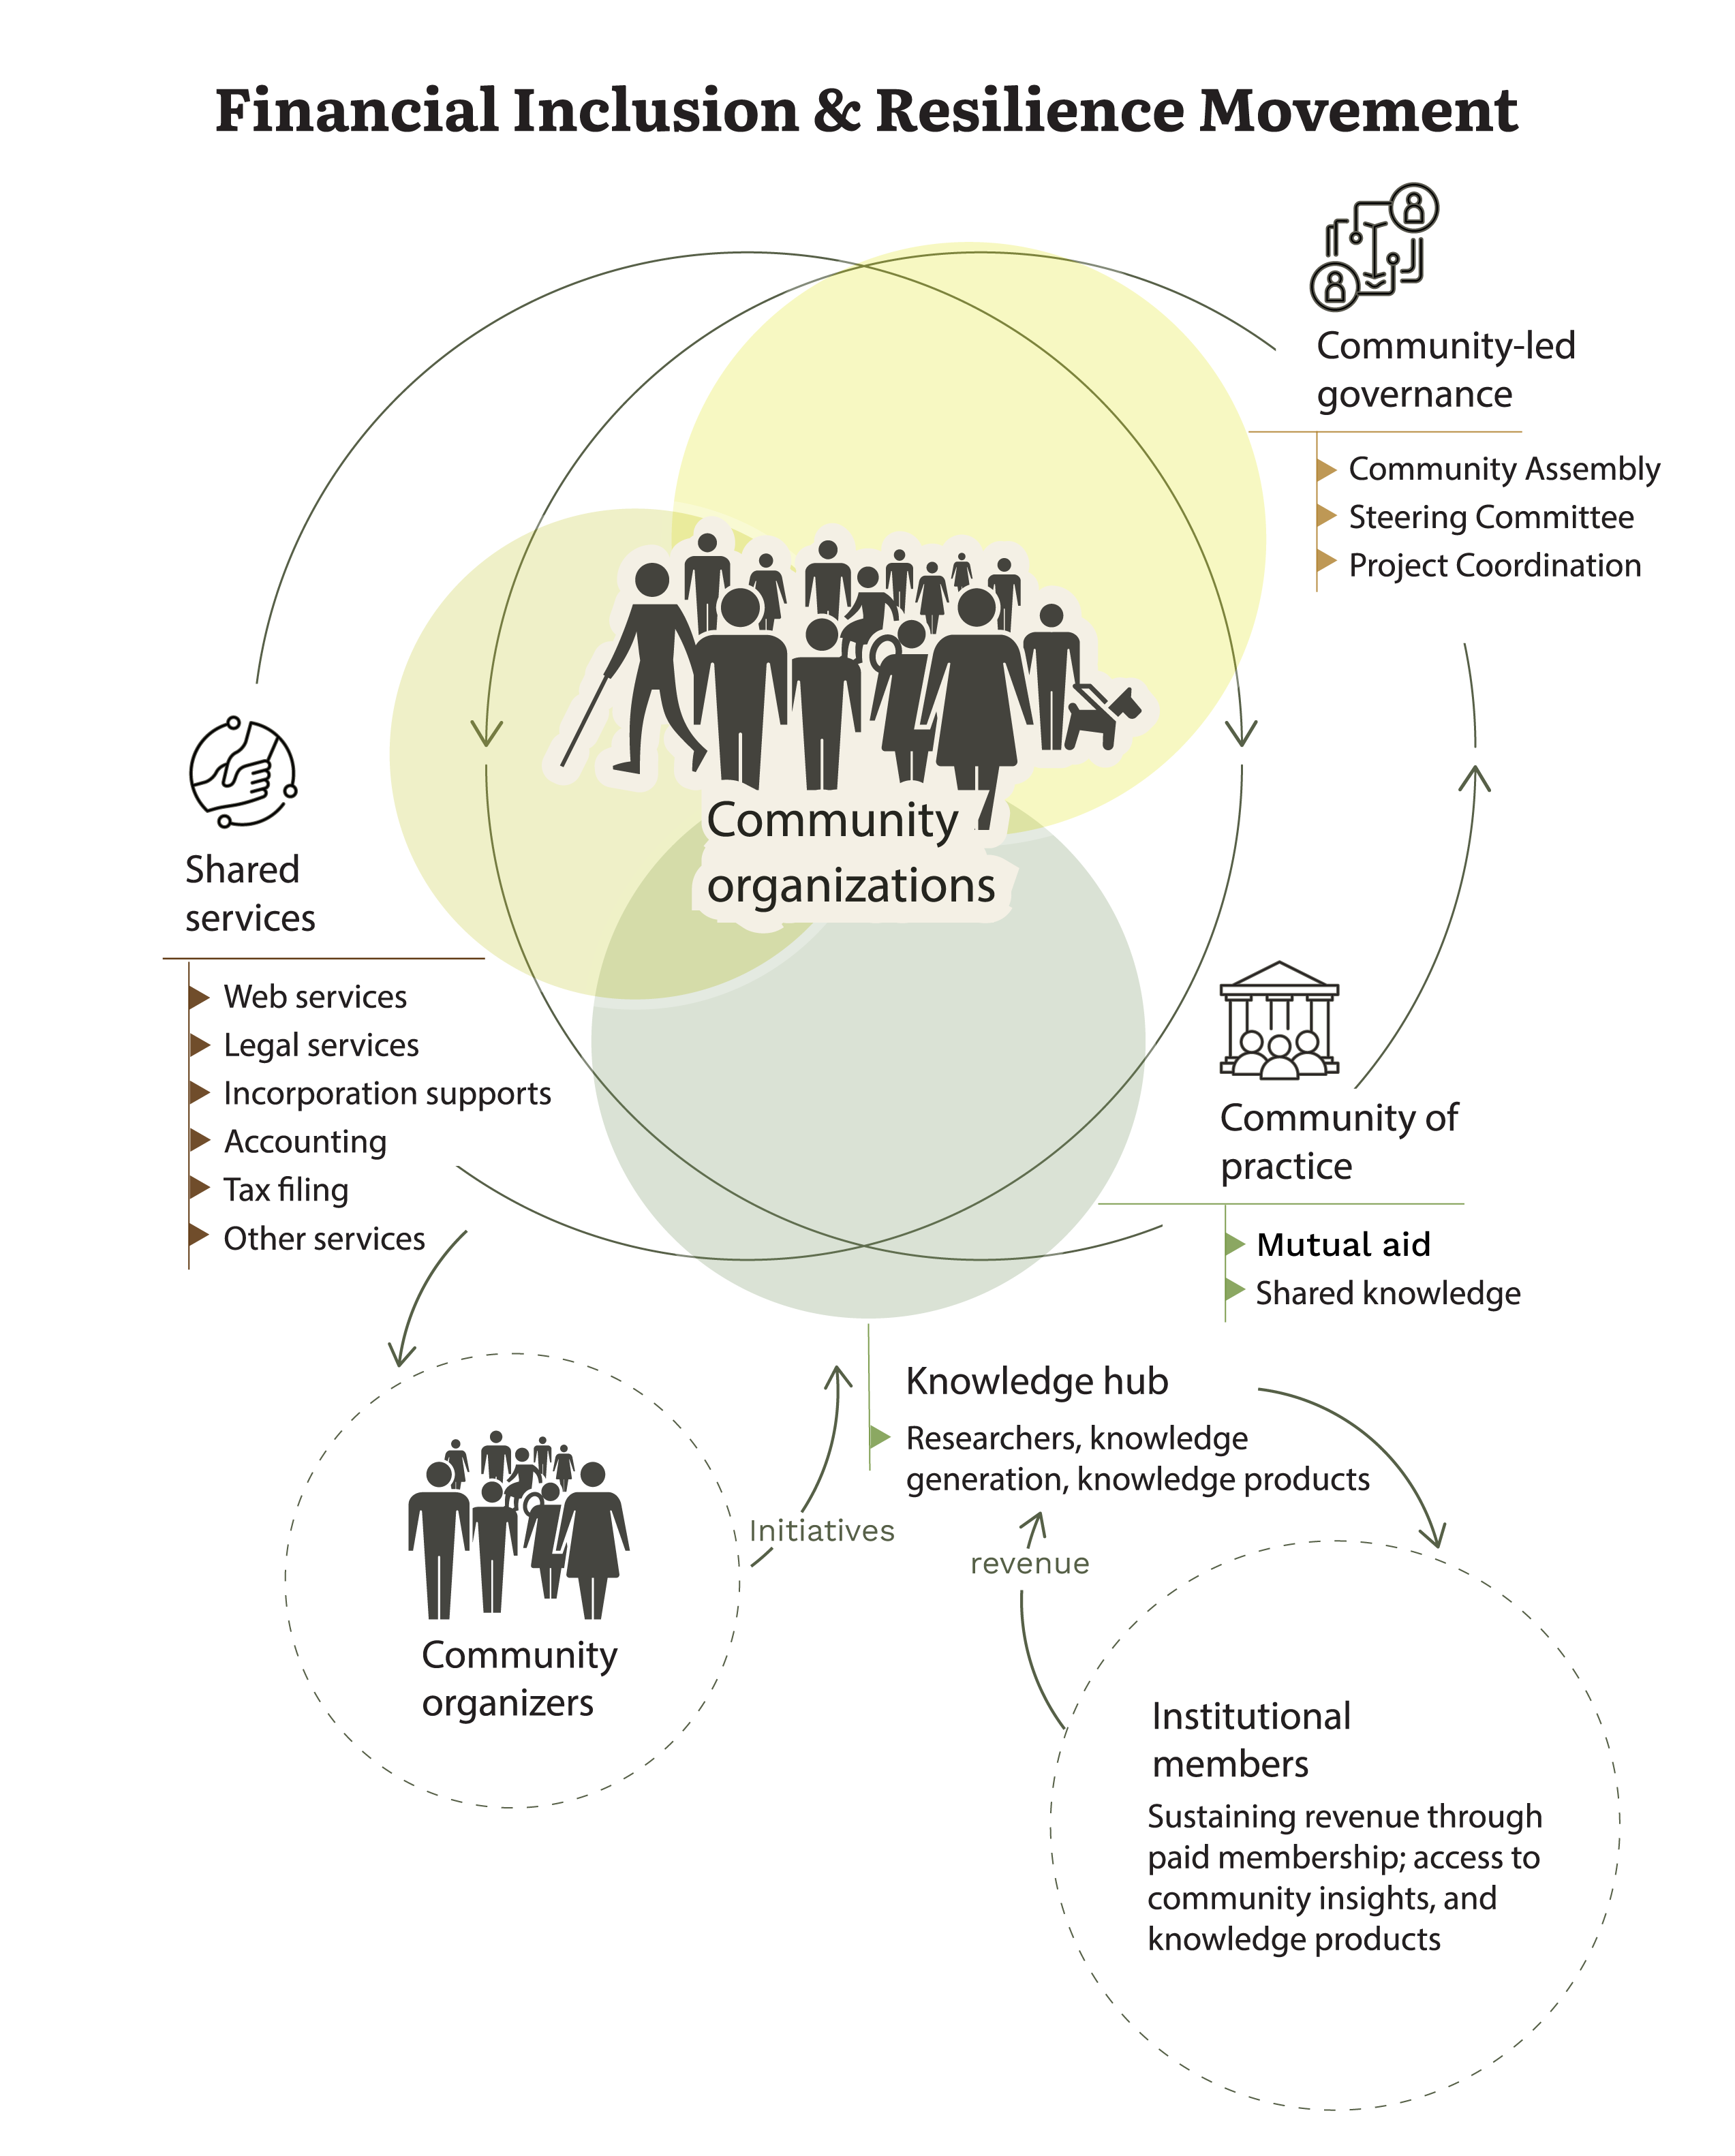 Financial Inclusion & Resilience Movement
Community-led
governance
Community Assembly
Steering Committee
Project Coordination
Community
organizations
Shared
services
Web services
Legal services
Incorporation supports
Accounting
Tax filing
Other services
Community of
practice
Mutual aid
Shared knowledge
Knowledge hub
Researchers, knowledge
generation, knowledge products
Initiatives
revenue
Community
organizers
Institutional
members
Sustaining revenue through
paid membership; access to
community insights, and
knowledge products